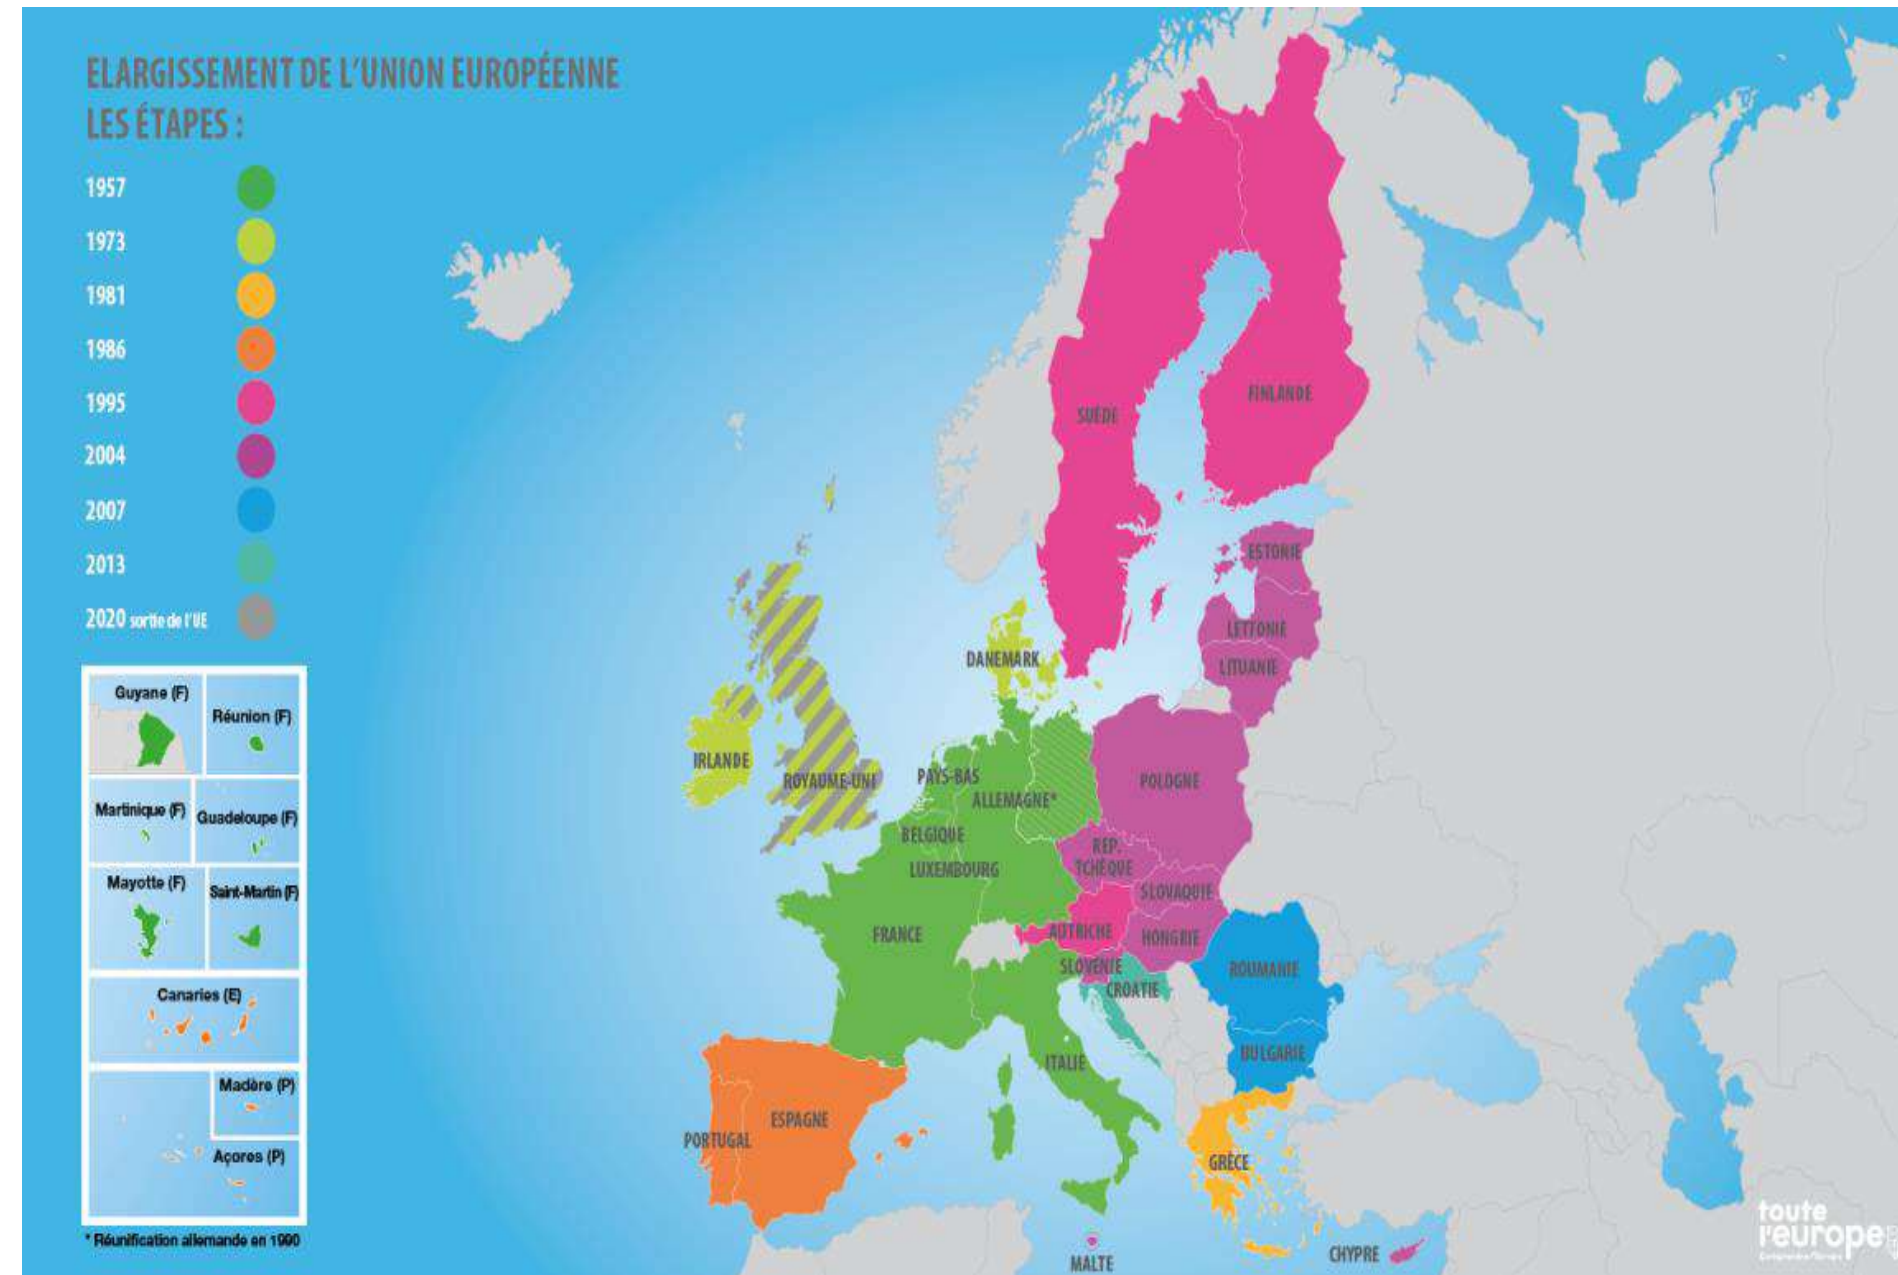 ELARGISSEMENT DE L'UNION EUROPÉENNE
LES ÉTAPES :
1957
1973
1981
1986
1995
2004
2007
2013
2020 sortie de l'UE
Guyane (F)
Réunion (F)
Martinique (F)
Guadeloupe (F)
Mayotte (F)
Saint-Martin (F)
Canaries (E)
Madère (P)
Açores (P)
* Réunification allemande en 1990
SUÈDE
FINLANDE
ESTONIE
LETTONIE
LITUANIE
DANEMARK
IRLANDE
ROYAUME-UNI
PAYS-BAS
ALLEMAGNE*
POLOGNE
BELGIQUE
LUXEMBOURG
REP.
TCHÈQUE
SLOVAQUIE
FRANCE
AUTRICHE
HONGRIE
SLOVÉNIE
CROATIE
ROUMANIE
BULGARIE
ITALIE
ESPAGNE
PORTUGAL
GRÈCE
MALTE
CHYPRE
toute
l'europe